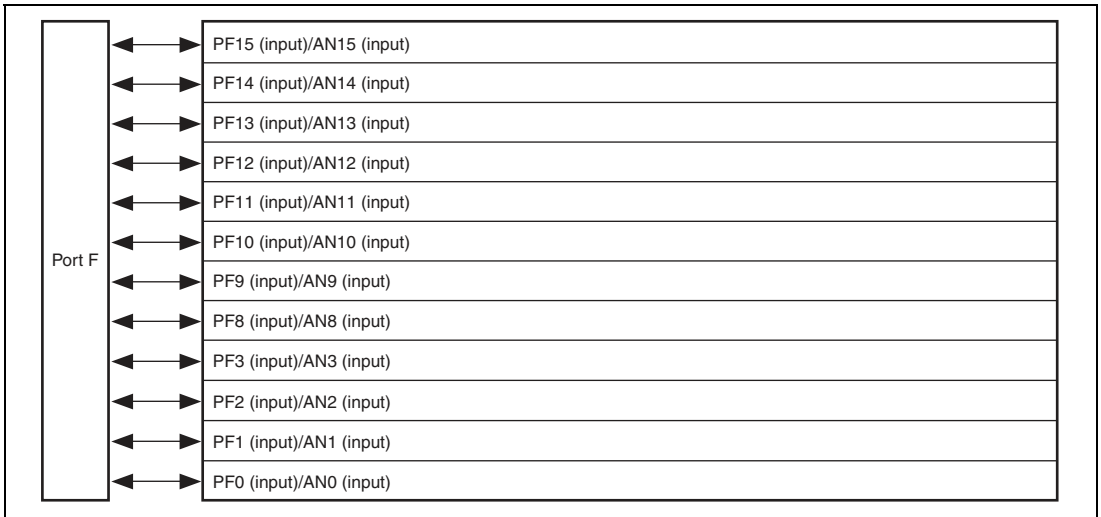 Port F
PF15 (input)/AN15 (input)
PF14 (input)/AN14 (input)
PF13 (input)/AN13 (input)
PF12 (input)/AN12 (input)
PF11 (input)/AN11 (input)
PF10 (input)/AN10 (input)
PF9 (input)/AN9 (input)
PF8 (input)/AN8 (input)
PF3 (input)/AN3 (input)
PF2 (input)/AN2 (input)
PF1 (input)/AN1 (input)
PF0 (input)/AN0 (input)